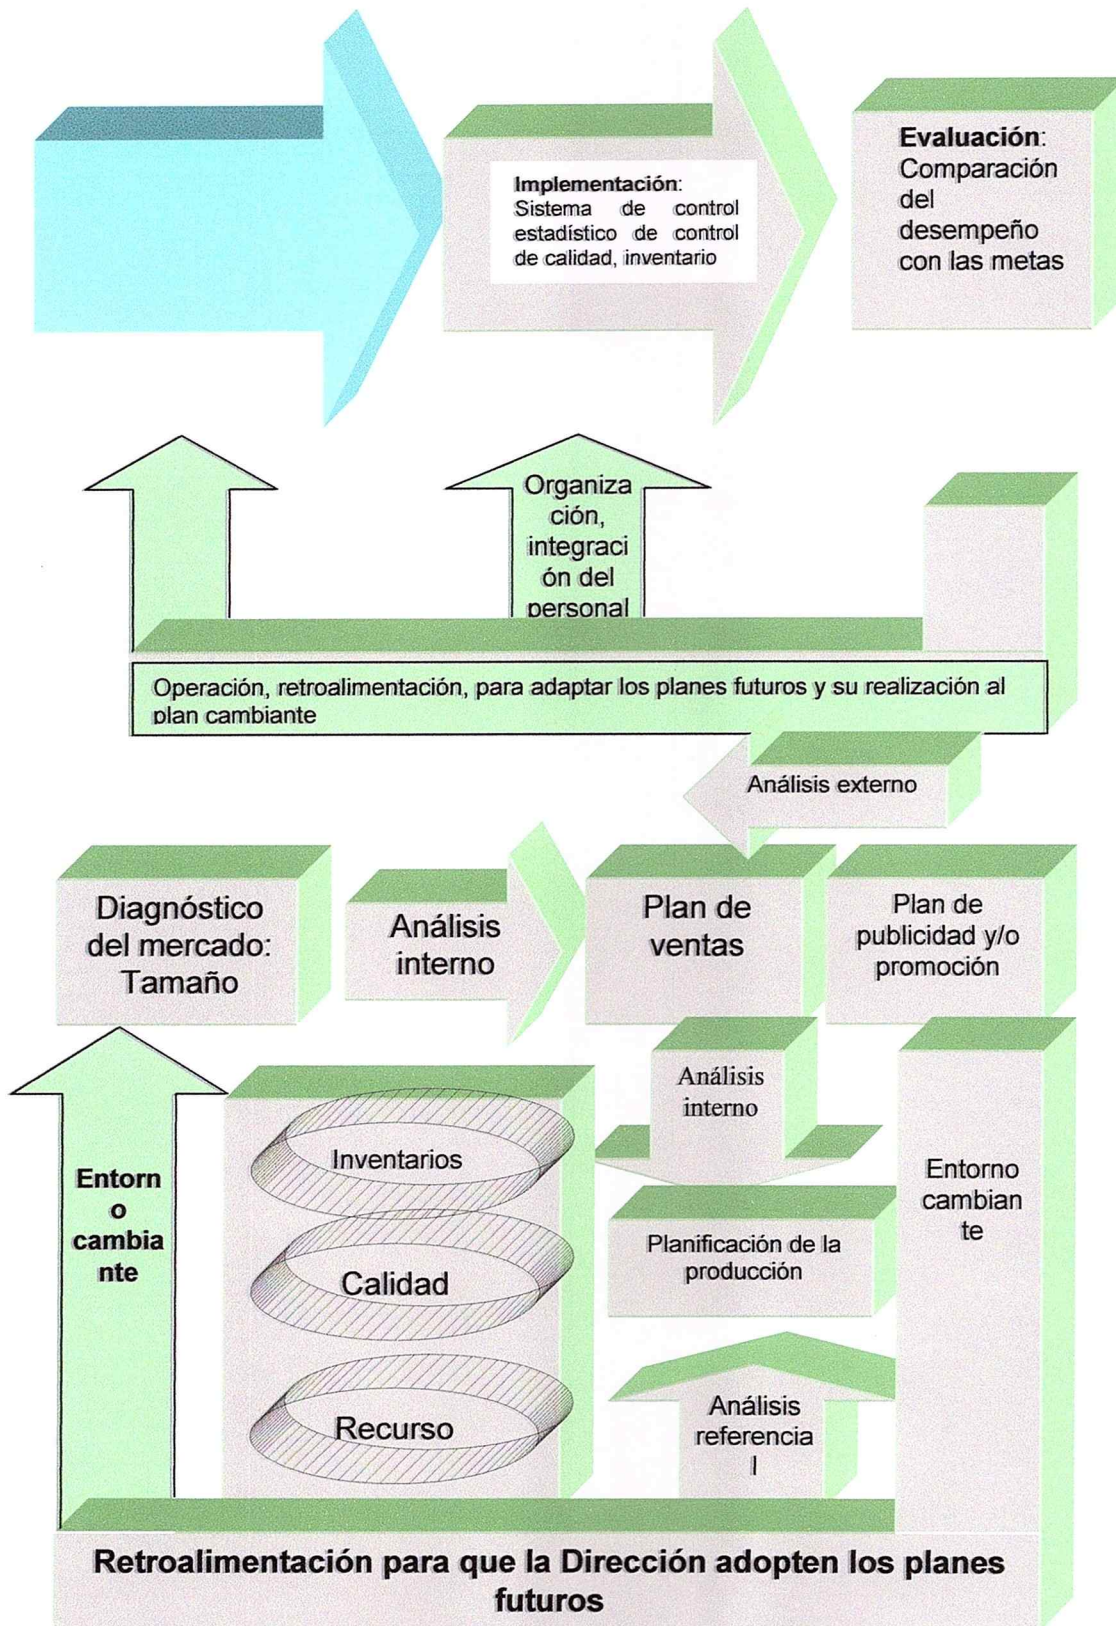 Implementación:
Sistema de control
estadístico de control
de calidad, inventario
Evaluación:
Comparación
del
desempeño
con las metas
Organiza
ción,
integraci
ón del
personal
Operación, retroalimentación, para adaptar los planes futuros y su realización al
plan cambiante
Análisis externo
Diagnóstico
del mercado:
Tamaño
Análisis
interno
Plan de
ventas
Plan de
publicidad y/o
promoción
Entorn
o
cambia
nte
Inventarios
Calidad
Recurso
Análisis
interno
Planificación de la
producción
Análisis
referencia
l
Entorno
cambian
te
Retroalimentación para que la Dirección adopten los planes
futuros